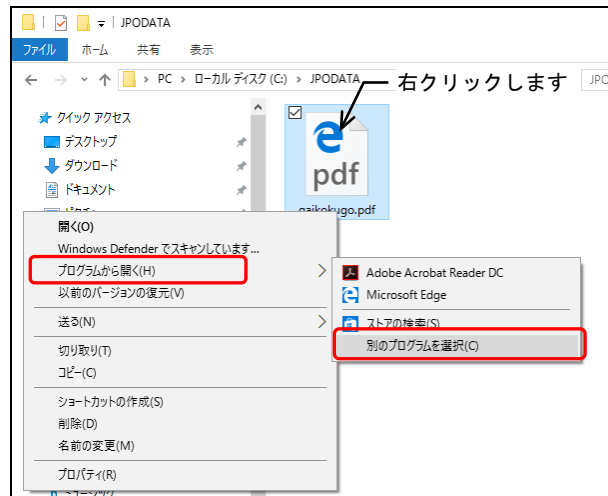 JPODATA
ファイル ホーム 共有 表示
PC › ローカル ディスク (C:) › JPODATA
右クリックします
クイック アクセス
デスクトップ
ダウンロード
ドキュメント
pdf
gaikokugo.pdf
開く(O)
Windows Defender でスキャンしています...
プログラムから開く(H)
以前のバージョンの復元(V)
送る(N)
切り取り(T)
コピー(C)
ショートカットの作成(S)
削除(D)
名前の変更(M)
プロパティ(R)
Adobe Acrobat Reader DC
Microsoft Edge
ストアの検索(S)
別のプログラムを選択(C)